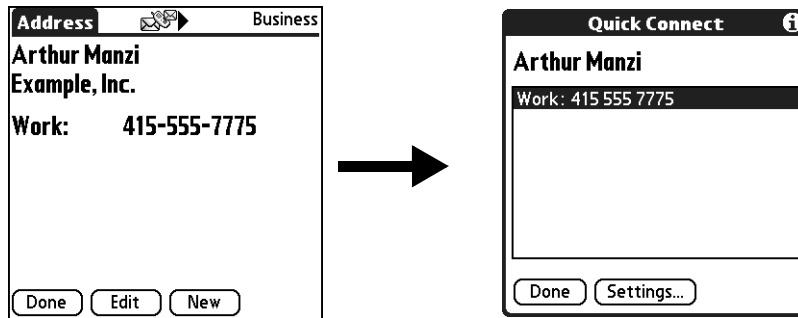 Address
Business
Arthur Manzi
Example, Inc.
Work: 415-555-7775
Done Edit New
Quick Connect
Arthur Manzi
Work: 415 555 7775
Done Settings...